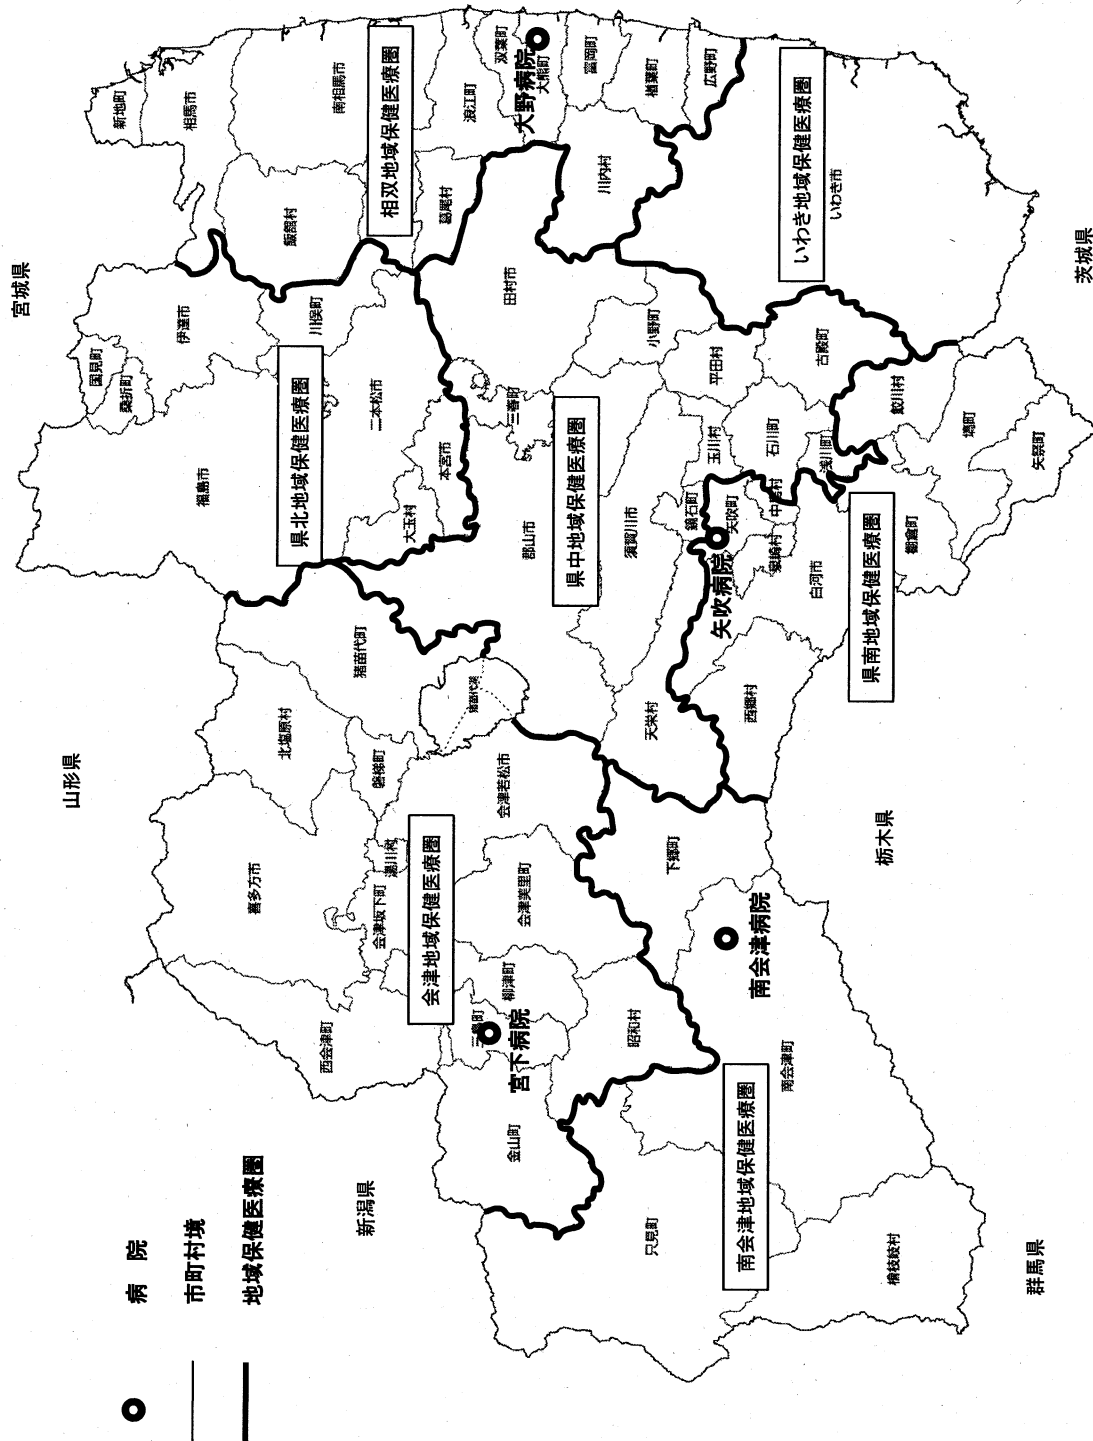 病　院
市町村境
地域保健医療圏
山形県
宮城県
新潟県
群馬県
栃木県
茨城県
会津地域保健医療圏
県北地域保健医療圏
相双地域保健医療圏
県中地域保健医療圏
南会津地域保健医療圏
県南地域保健医療圏
いわき地域保健医療圏
宮下病院
南会津病院
矢吹病院
大野病院
西会津町
喜多方市
北塩原村
猪苗代町
磐梯町
湯川村
会津坂下町
会津若松市
会津美里町
柳津町
三島町
金山町
昭和村
猪苗代湖
只見町
檜枝岐村
南会津町
下郷町
福島市
国見町
桑折町
伊達市
川俣町
二本松市
本宮市
大玉村
新地町
相馬市
南相馬市
飯舘村
浪江町
葛尾村
双葉町
大熊町
富岡町
川内村
楢葉町
広野町
郡山市
三春町
田村市
小野町
平田村
古殿町
石川町
玉川村
浅川町
須賀川市
鏡石町
天栄村
西郷村
白河市
泉崎村
中島村
矢吹町
棚倉町
鮫川村
塙町
矢祭町
いわき市